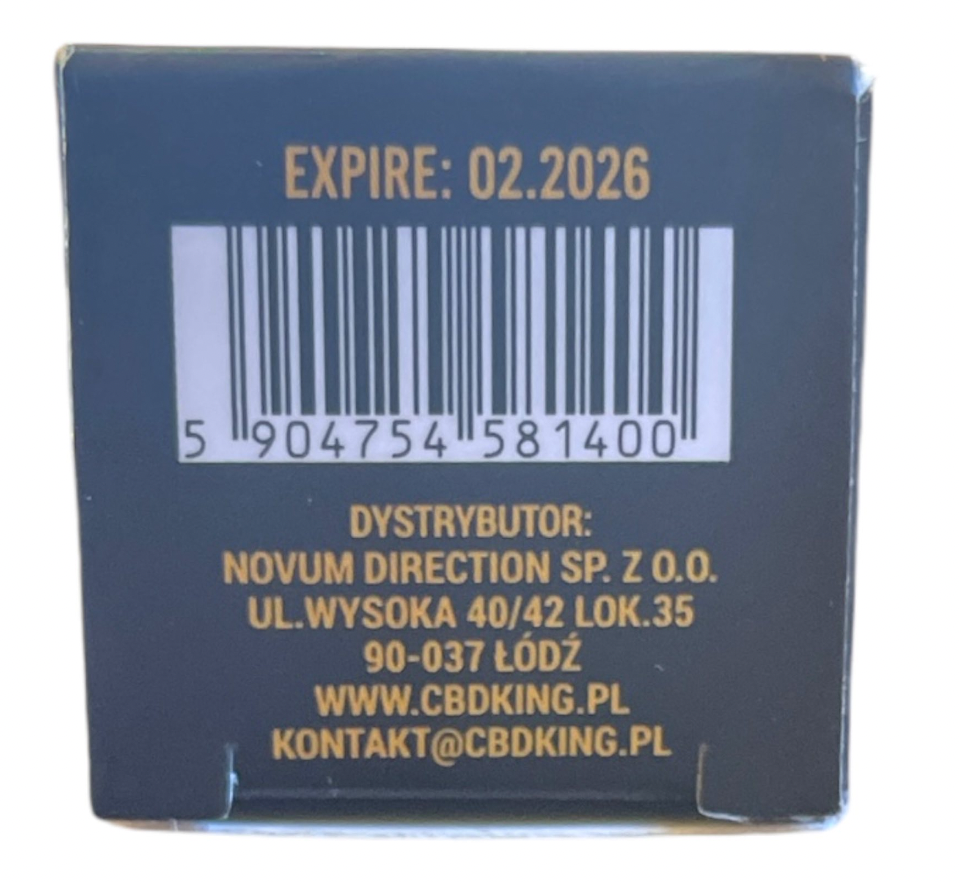 EXPIRE: 02.2026
5 904754 581400
DYSTRYBUTOR:
NOVUM DIRECTION SP. Z O.O.
UL.WYSOKA 40/42 LOK.35
90-037 ŁÓDŹ
WWW.CBDKING.PL
KONTAKT@CBDKING.PL